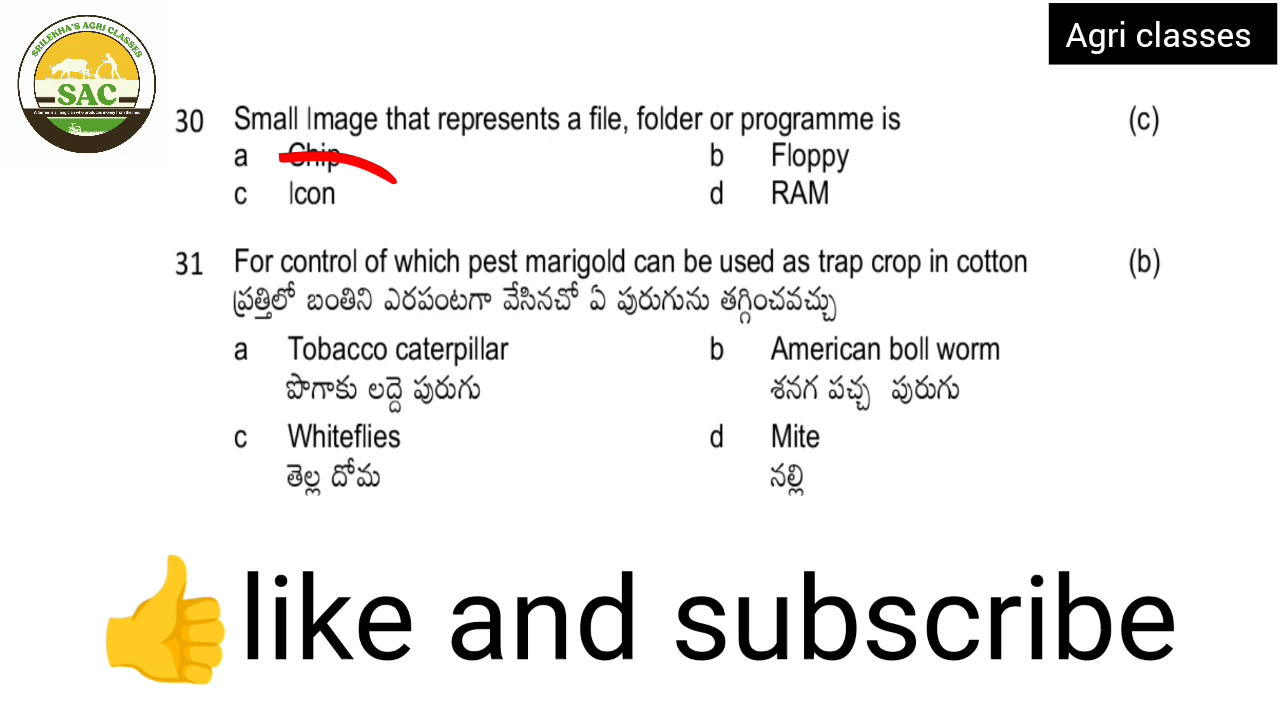 Agri classes
SRILEKHA'S AGRI CLASSES
SAC
30 Small Image that represents a file, folder or programme is (c)
a Chip b Floppy
c Icon d RAM
31 For control of which pest marigold can be used as trap crop in cotton (b)
ప్రత్తిలో బంతిని ఎరపంటగా వేసినచో ఏ పురుగును తగ్గించవచ్చు
a Tobacco caterpillar b American boll worm
పొగాకు లద్దె పురుగు శనగ పచ్చ పురుగు
c Whiteflies d Mite
తెల్ల దోమ నల్లి
like and subscribe